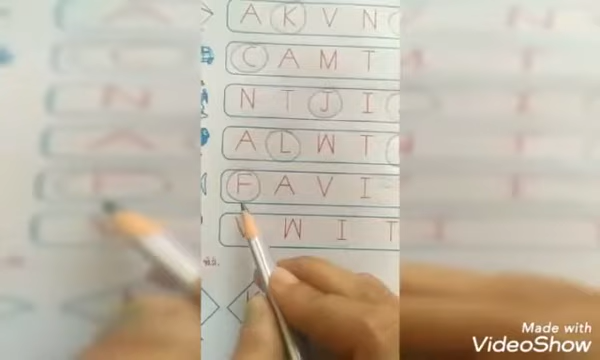 A K V N
C A M T
N T J I
A L W T
F A V I
W I T
Made with
VideoShow